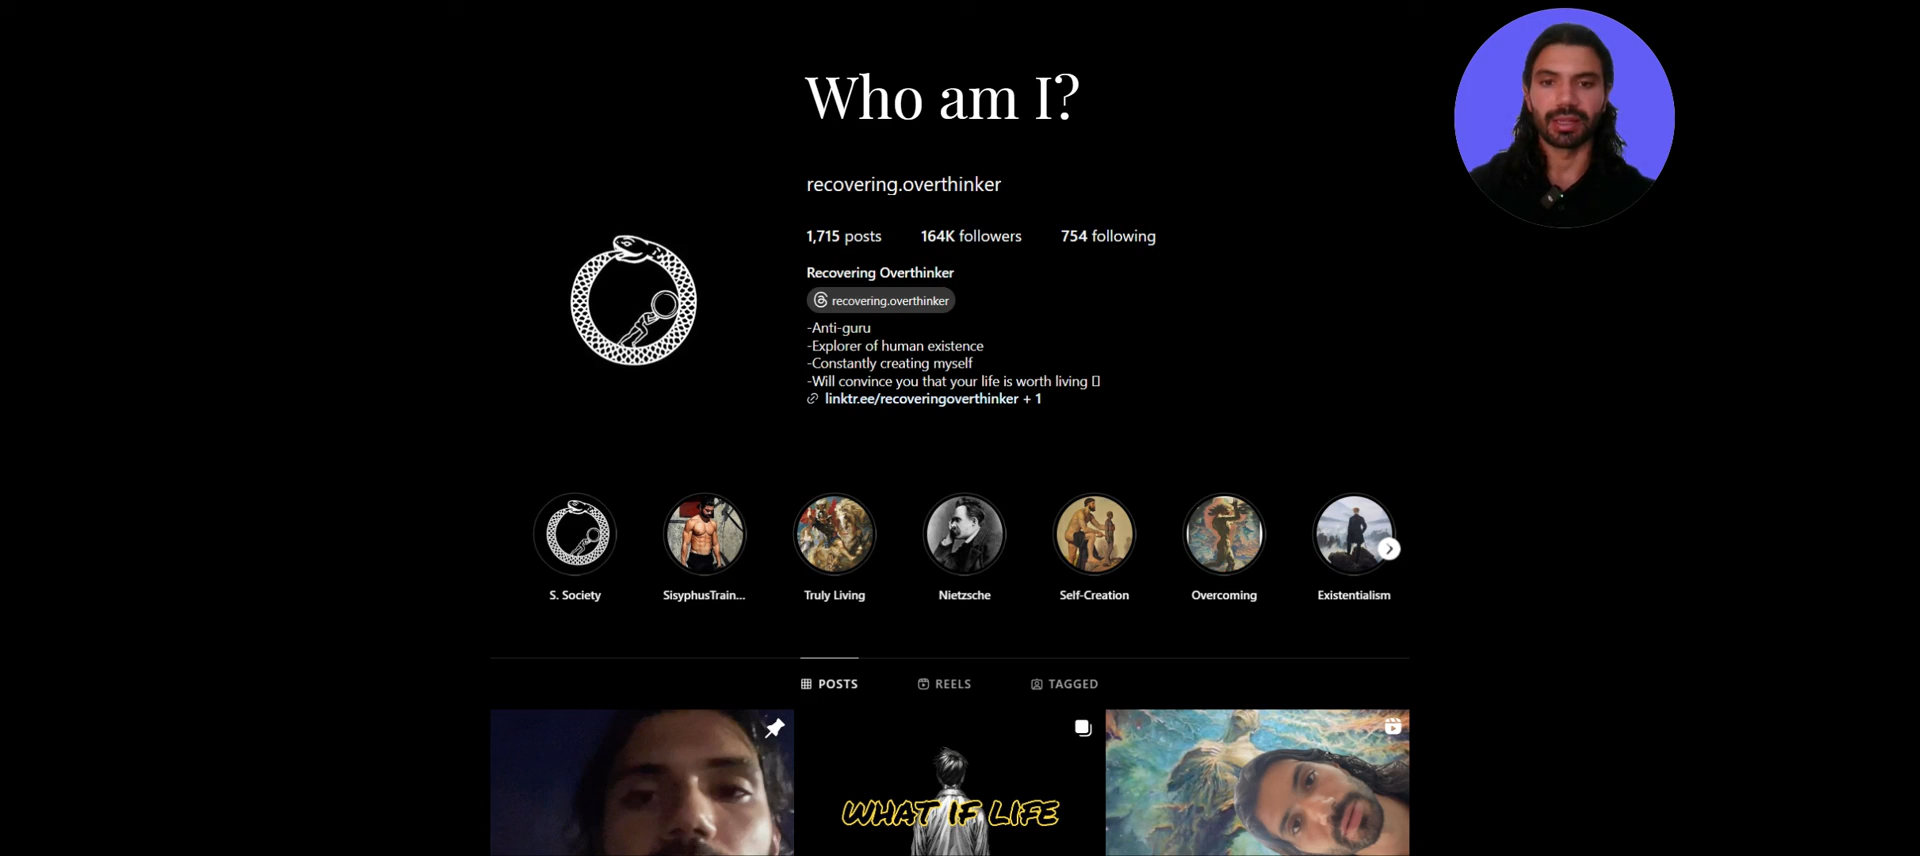 Who am I?
recovering.overthinker
1,715 posts 164K followers 754 following
Recovering Overthinker
recovering.overthinker
-Anti-guru
-Explorer of human existence
-Constantly creating myself
-Will convince you that your life is worth living
linktr.ee/recoveringoverthinker + 1
S. Society
SisyphusTrain...
Truly Living
Nietzsche
Self-Creation
Overcoming
Existentialism
POSTS REELS TAGGED
WHAT IF LIFE